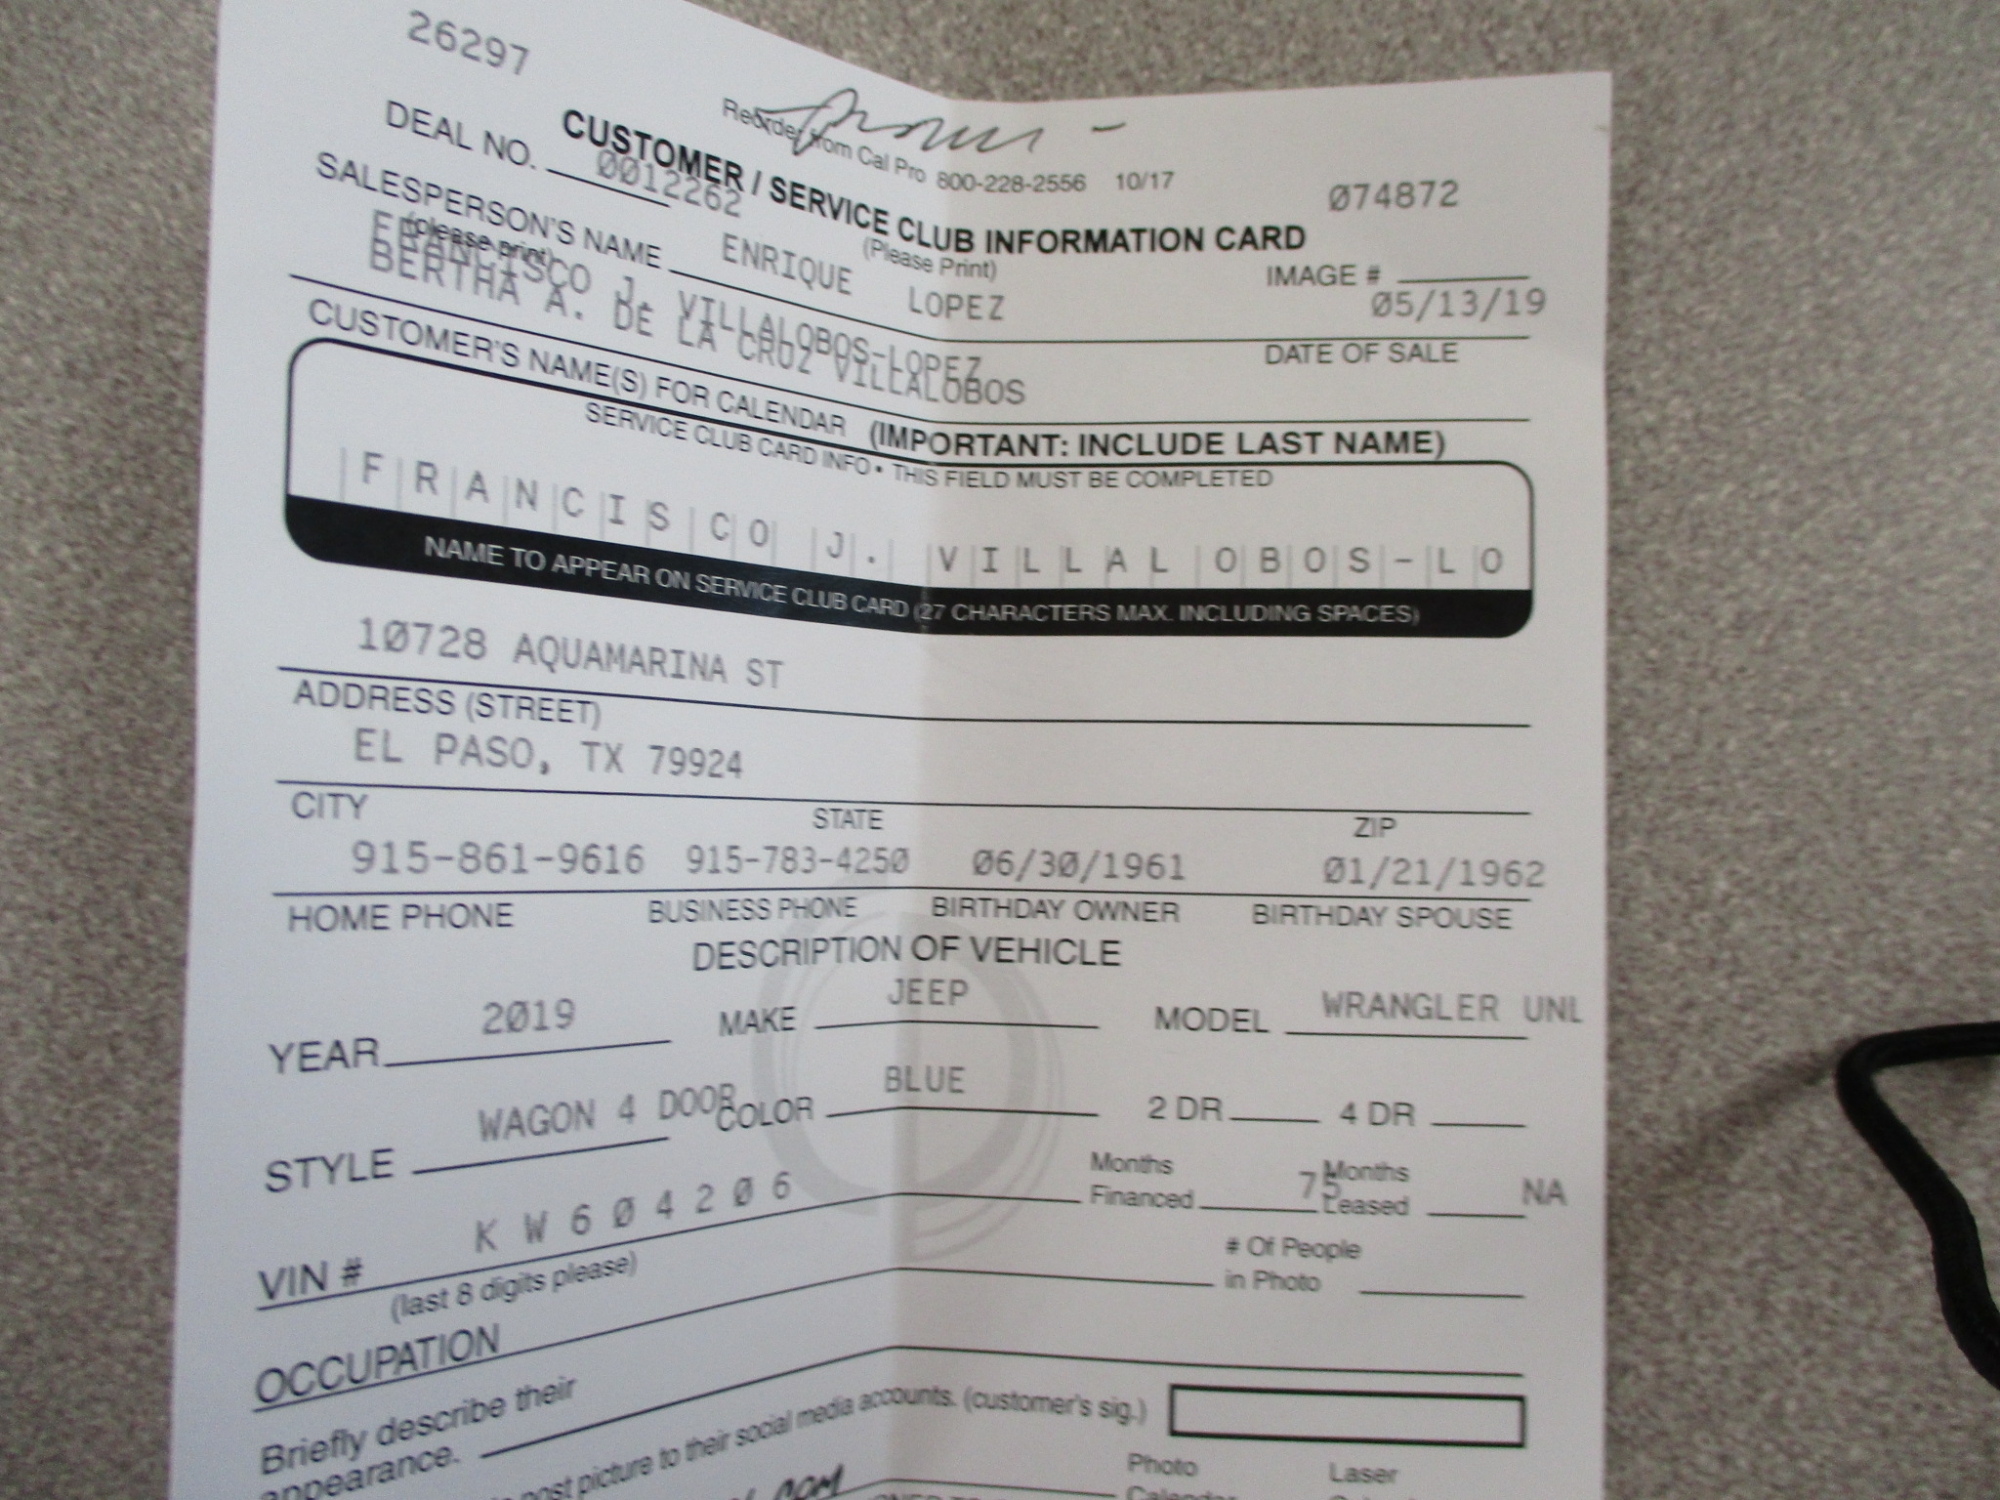 26297
Reorder from Cal Pro 800-228-2556 10/17
CUSTOMER / SERVICE CLUB INFORMATION CARD
(Please Print)
DEAL NO. 0012262
074872
IMAGE #
SALESPERSON'S NAME ENRIQUE LOPEZ
(please print)
05/13/19
DATE OF SALE
FRANCISCO J. VILLALOBOS-LOPEZ
BERTHA A. DE LA CRUZ VILLALOBOS
CUSTOMER'S NAME(S) FOR CALENDAR (IMPORTANT: INCLUDE LAST NAME)
SERVICE CLUB CARD INFO • THIS FIELD MUST BE COMPLETED
FRANCISCO J. VILLALOBOS-LO
NAME TO APPEAR ON SERVICE CLUB CARD (27 CHARACTERS MAX. INCLUDING SPACES)
10728 AQUAMARINA ST
ADDRESS (STREET)
EL PASO, TX 79924
CITY STATE ZIP
915-861-9616 915-783-4250 06/30/1961 01/21/1962
HOME PHONE BUSINESS PHONE BIRTHDAY OWNER BIRTHDAY SPOUSE
DESCRIPTION OF VEHICLE
YEAR 2019 MAKE JEEP MODEL WRANGLER UNL
STYLE WAGON 4 DOOR COLOR BLUE 2 DR 4 DR
VIN # KW604206 Months Financed 75 Months Leased NA
(last 8 digits please)
# Of People in Photo
OCCUPATION
Briefly describe their
appearance.
post picture to their social media accounts. (customer's sig.)
.com
Photo Laser
Calendar